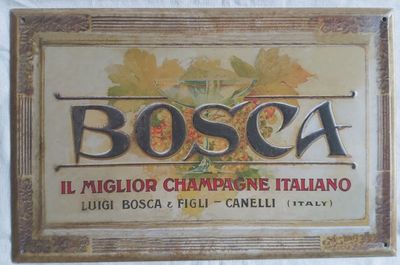 BOSCA
IL MIGLIOR CHAMPAGNE ITALIANO
LUIGI BOSCA & FIGLI - CANELLI (ITALY)